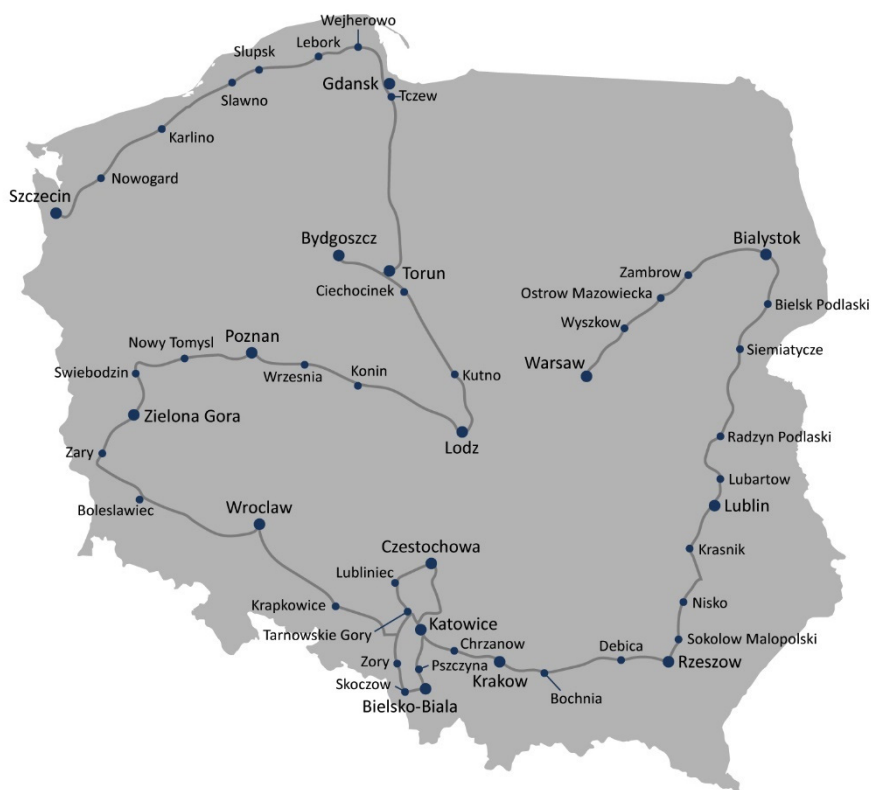 Wejherowo
Lebork
Slupsk
Gdansk
Tczew
Slawno
Karlino
Nowogard
Szczecin
Bydgoszcz
Bialystok
Torun
Zambrow
Ciechocinek
Ostrow Mazowiecka
Bielsk Podlaski
Wyszkow
Nowy Tomysl
Poznan
Siemiatycze
Swiebodzin
Wrzesnia
Konin
Kutno
Warsaw
Zielona Gora
Lodz
Radzyn Podlaski
Zary
Lubartow
Boleslawiec
Wroclaw
Lublin
Czestochowa
Krasnik
Lubliniec
Krapkowice
Nisko
Tarnowskie Gory
Katowice
Chrzanow
Debica
Sokolow Malopolski
Zory
Pszczyna
Krakow
Rzeszow
Skoczow
Bielsko-Biala
Bochnia